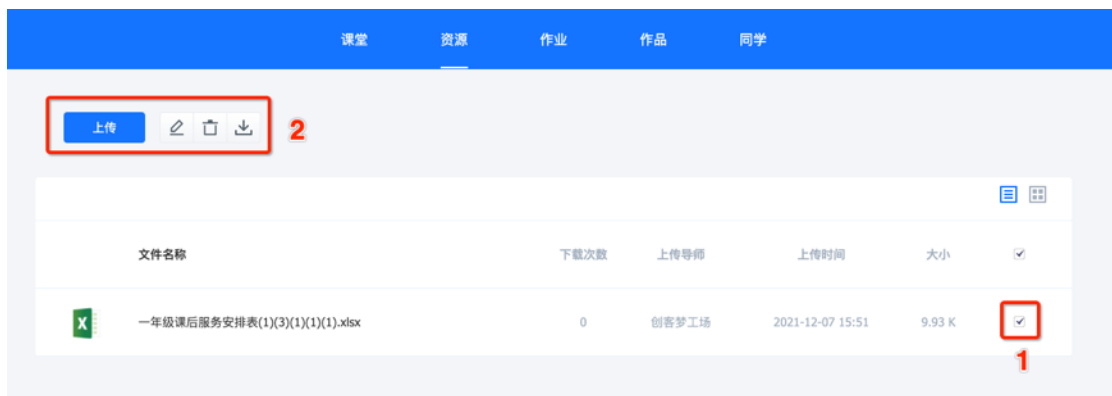 课堂 资源 作业 作品 同学
上传 2
文件名称 下载次数 上传导师 上传时间 大小
一年级课后服务安排表(1)(3)(1)(1)(1).xlsx 0 创客梦工场 2021-12-07 15:51 9.93 K
1